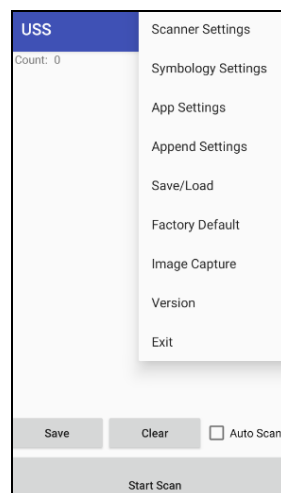 USS
Count: 0
Scanner Settings
Symbology Settings
App Settings
Append Settings
Save/Load
Factory Default
Image Capture
Version
Exit
Save
Clear
Auto Scan
Start Scan